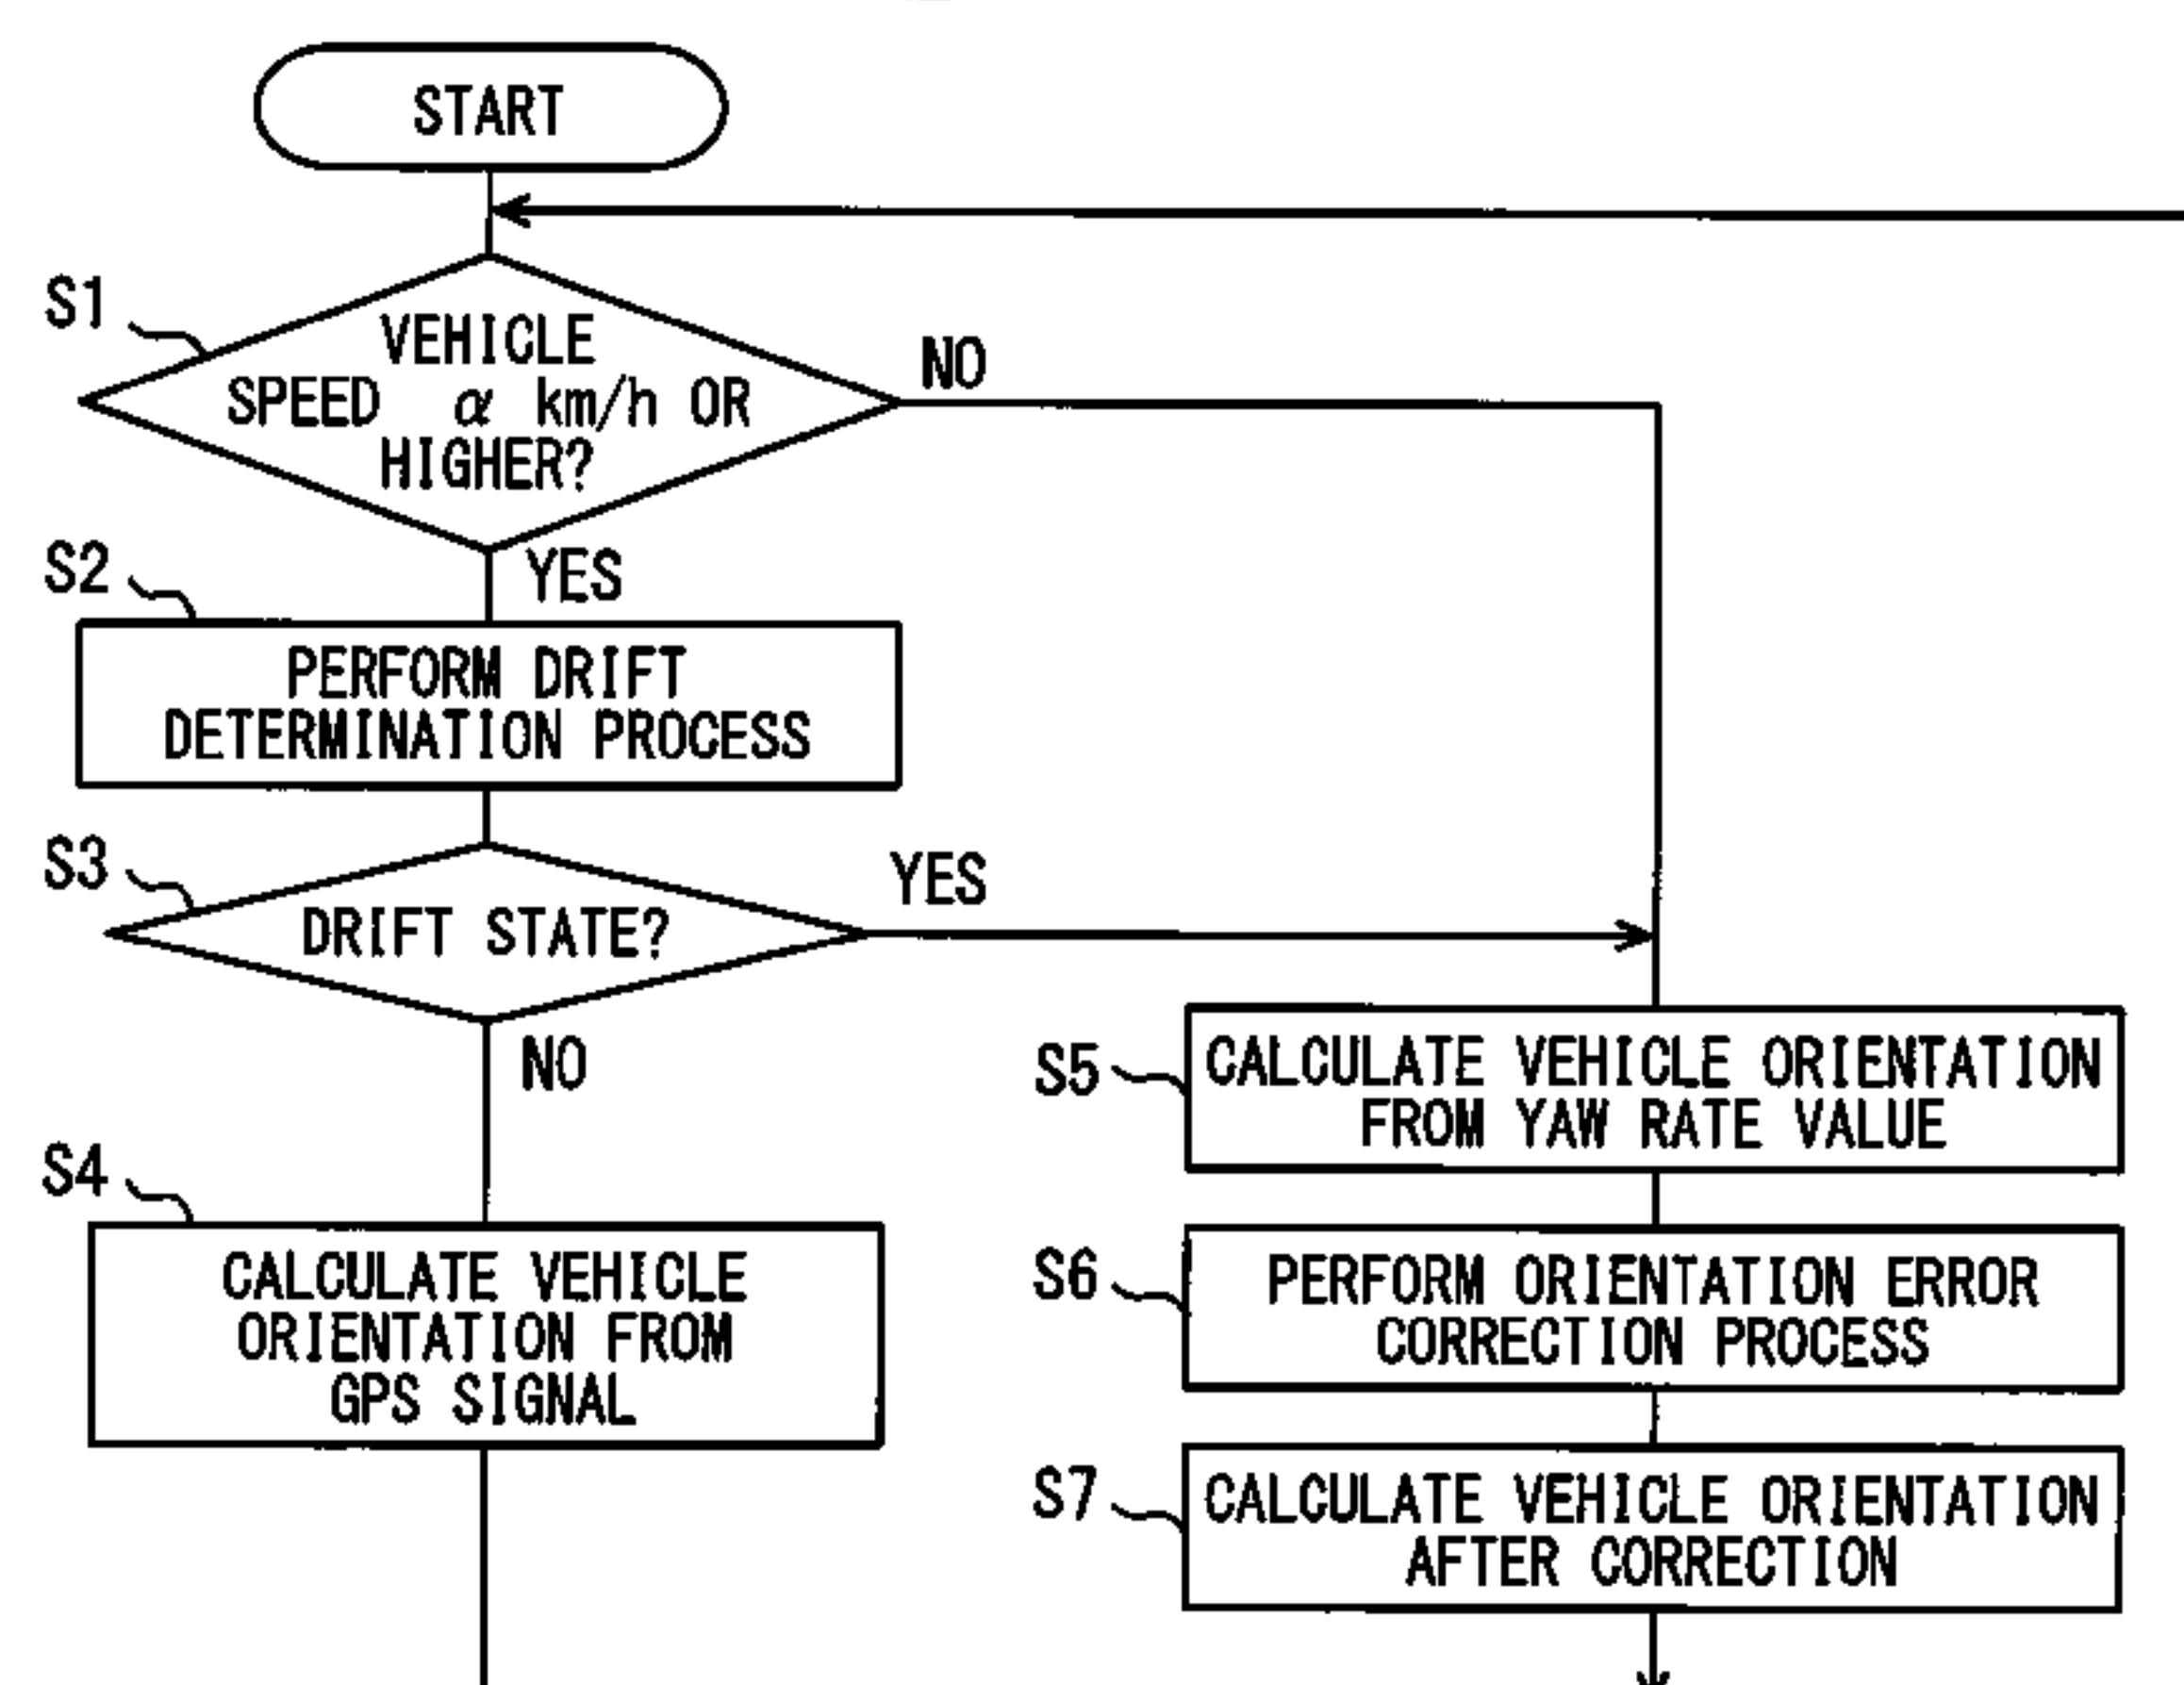 START
S1
VEHICLE
SPEED α km/h OR
HIGHER?
NO
YES
S2
PERFORM DRIFT
DETERMINATION PROCESS
S3
DRIFT STATE?
YES
NO
S4
CALCULATE VEHICLE
ORIENTATION FROM
GPS SIGNAL
S5
CALCULATE VEHICLE ORIENTATION
FROM YAW RATE VALUE
S6
PERFORM ORIENTATION ERROR
CORRECTION PROCESS
S7
CALCULATE VEHICLE ORIENTATION
AFTER CORRECTION